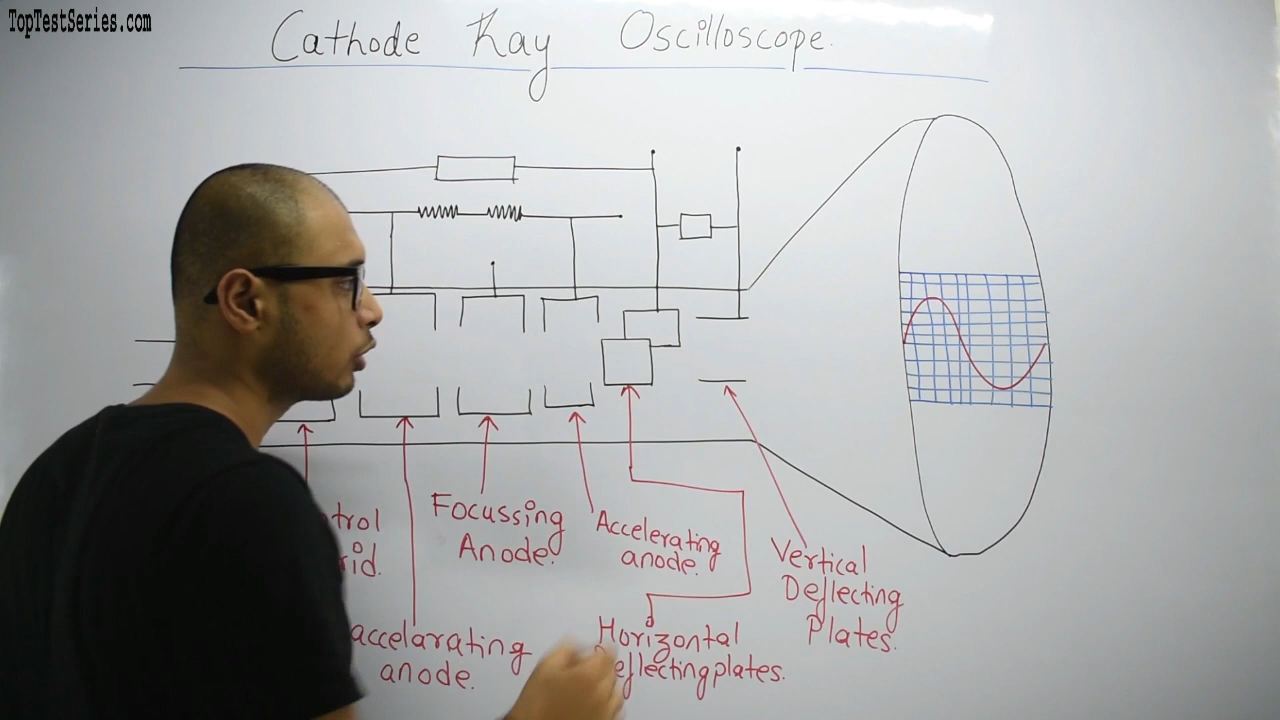 TopTestSeries.com
Cathode Ray Oscilloscope.
Focussing
Anode.
Accelerating
anode.
Vertical
Deflecting
Plates.
trol
rid.
accelarating
anode.
Horizontal
eflecting plates.